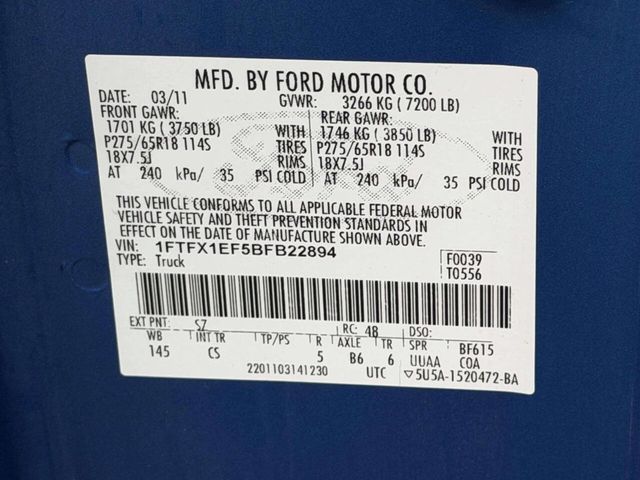 MFD. BY FORD MOTOR CO.
DATE: 03/11 GVWR: 3266 KG ( 7200 LB)
FRONT GAWR: REAR GAWR:
1701 KG ( 3750 LB) WITH 1746 KG ( 3850 LB) WITH
P275/65R18 114S TIRES P275/65R18 114S TIRES
18X7.5J RIMS 18X7.5J RIMS
AT 240 kPa/ 35 PSI COLD AT 240 kPa/ 35 PSI COLD
THIS VEHICLE CONFORMS TO ALL APPLICABLE FEDERAL MOTOR
VEHICLE SAFETY AND THEFT PREVENTION STANDARDS IN
EFFECT ON THE DATE OF MANUFACTURE SHOWN ABOVE.
VIN: 1FTFX1EF5BFB22894 F0039
TYPE: Truck T0556
EXT PNT: SZ RC: 48 DSO:
WB INT TR TP/PS R AXLE TR SPR BF615
145 CS 5 B6 6 UUAA COA
2201103141230 UTC ▽5U5A-1520472-BA